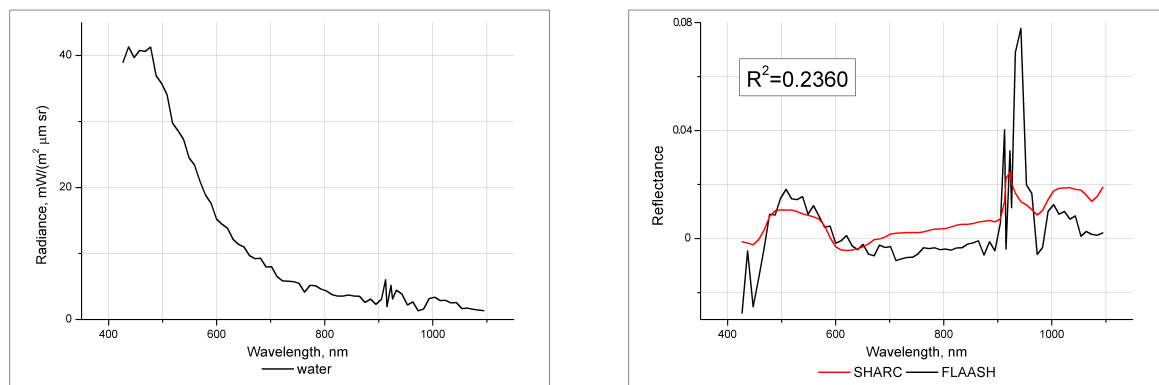 40
20
0
400
600
800
1000
Radiance, mW/(m² µm sr)
Wavelength, nm
water
R²=0.2360
0.08
0.04
0
400
600
800
1000
Reflectance
Wavelength, nm
SHARC
FLAASH